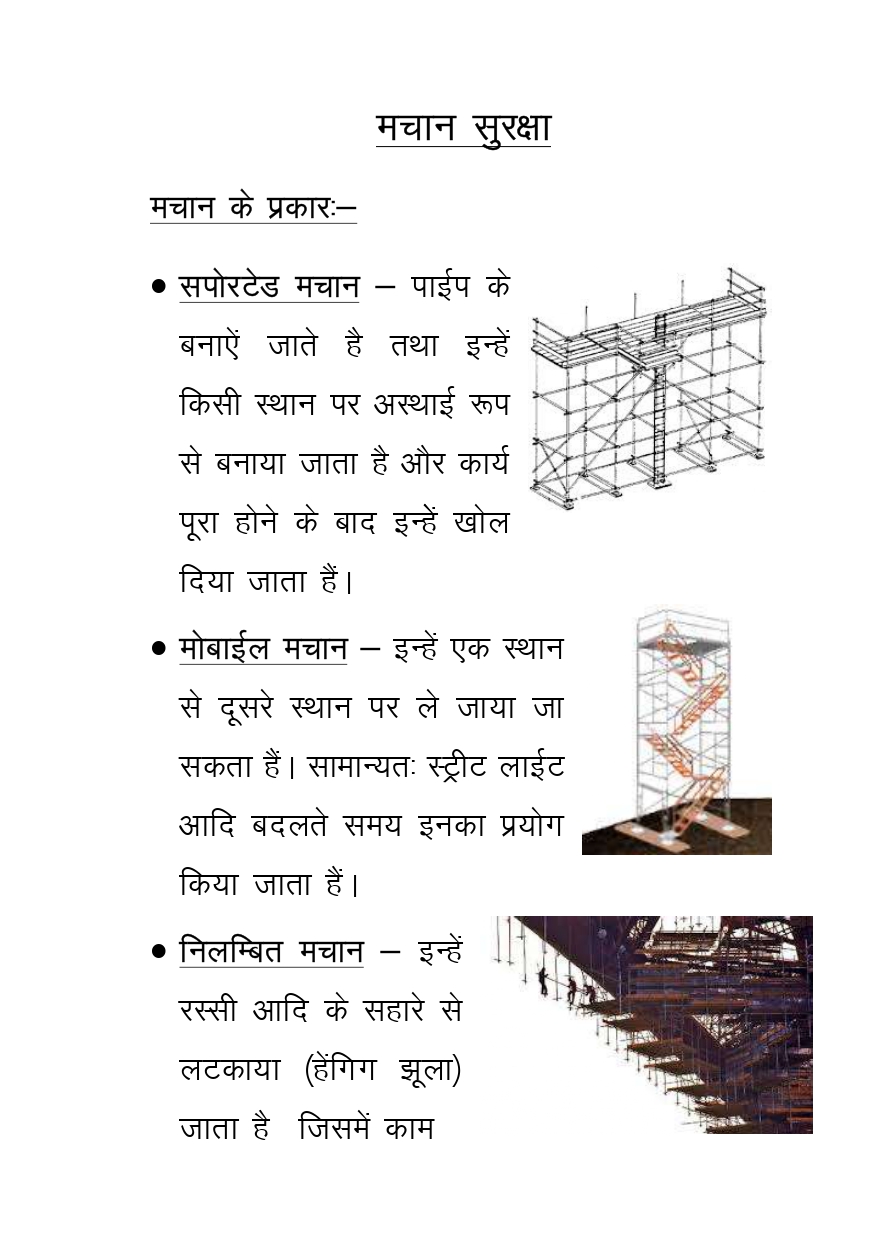 मचान सुरक्षा
मचान के प्रकारः–
• सपोरटेड मचान – पाईप के
बनाऐं जाते है तथा इन्हें
किसी स्थान पर अस्थाई रूप
से बनाया जाता है और कार्य
पूरा होने के बाद इन्हें खोल
दिया जाता हैं।
• मोबाईल मचान – इन्हें एक स्थान
से दूसरे स्थान पर ले जाया जा
सकता हैं। सामान्यतः स्ट्रीट लाईट
आदि बदलते समय इनका प्रयोग
किया जाता हैं।
• निलम्बित मचान – इन्हें
रस्सी आदि के सहारे से
लटकाया (हेंगिग झूला)
जाता है जिसमें काम